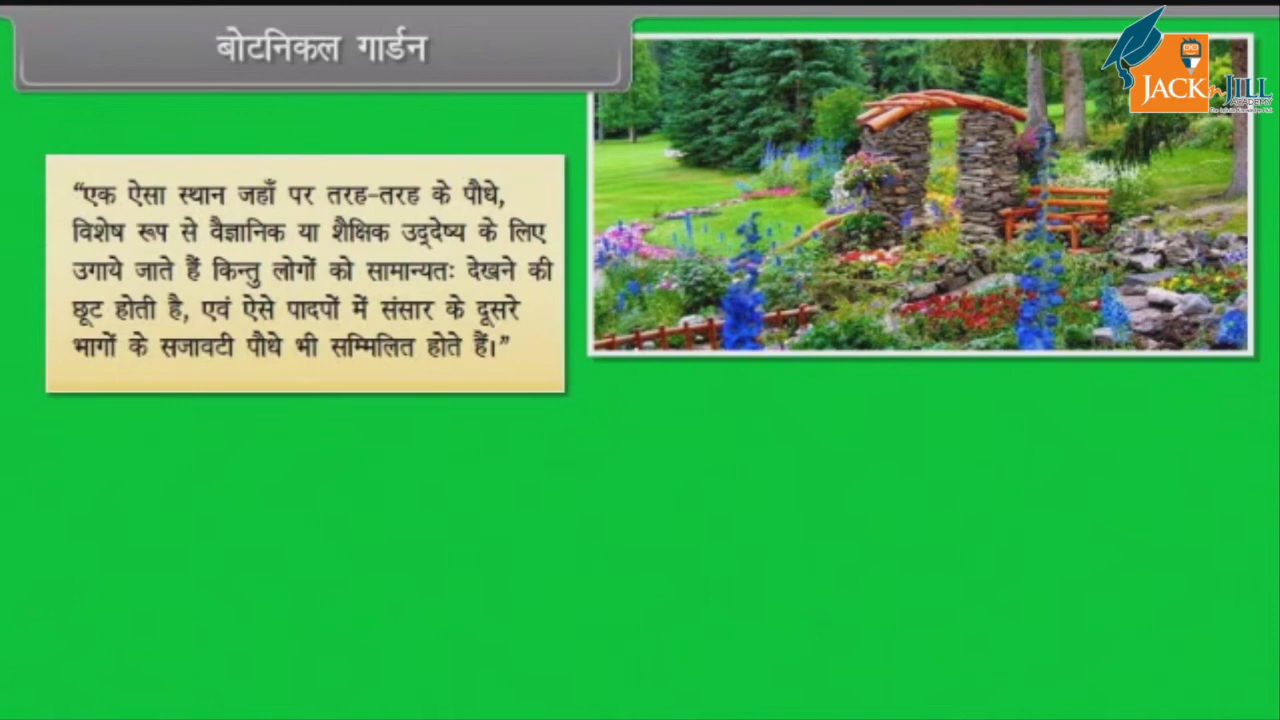 बोटनिकल गार्डन
“एक ऐसा स्थान जहाँ पर तरह-तरह के पौधे,
विशेष रूप से वैज्ञानिक या शैक्षिक उद्‌देष्य के लिए
उगाये जाते हैं किन्तु लोगों को सामान्यतः देखने की
छूट होती है, एवं ऐसे पादपों में संसार के दूसरे
भागों के सजावटी पौधे भी सम्मिलित होते हैं।”
JACK n JILL
ACADEMY